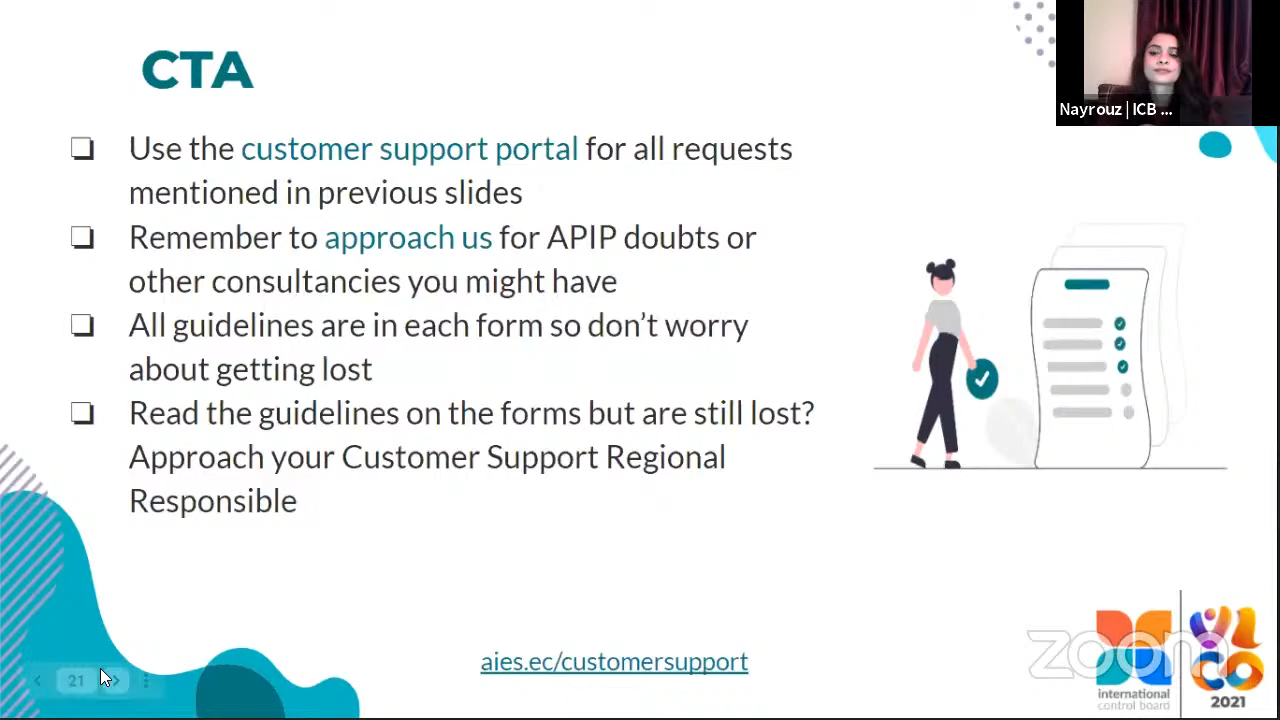 CTA
Nayrouz | ICB ...
❏ Use the customer support portal for all requests
mentioned in previous slides
❏ Remember to approach us for APIP doubts or
other consultancies you might have
❏ All guidelines are in each form so don’t worry
about getting lost
❏ Read the guidelines on the forms but are still lost?
Approach your Customer Support Regional
Responsible
aies.ec/customersupport
21
zoom
international
control board
2021